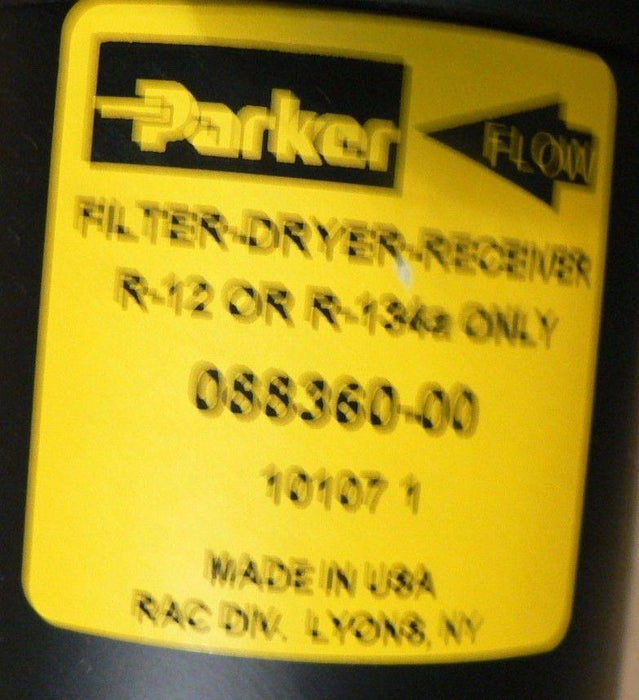 Parker
FLOW
FILTER-DRYER-RECEIVER
R-12 OR R-134a ONLY
088360-00
10107 1
MADE IN USA
RAC DIV. LYONS, NY